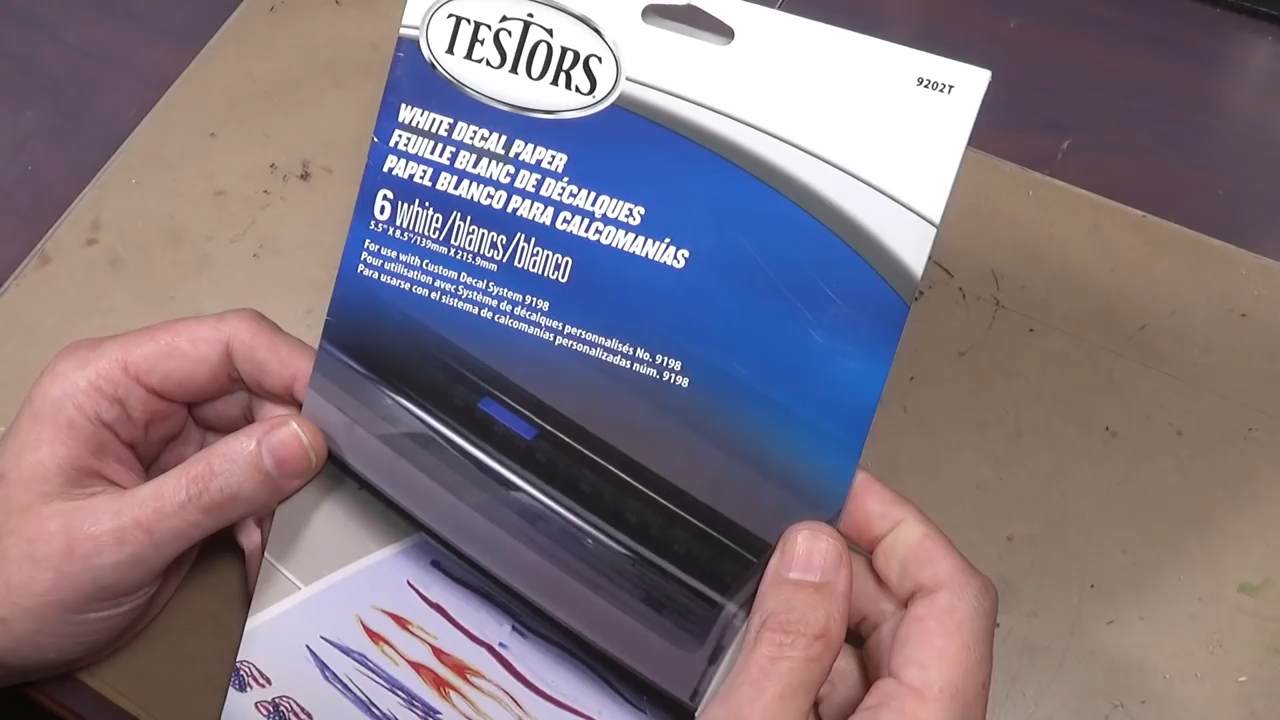 TESTORS
9202T
WHITE DECAL PAPER
FEUILLE BLANC DE DÉCALQUES
PAPEL BLANCO PARA CALCOMANÍAS
6 white/blancs/blanco
5.5" X 8.5"/139mm X 215.9mm
For use with Custom Decal System 9198
Pour utilisation avec Système de décalques personnalisés No. 9198
Para usarse con el sistema de calcomanías personalizadas núm. 9198